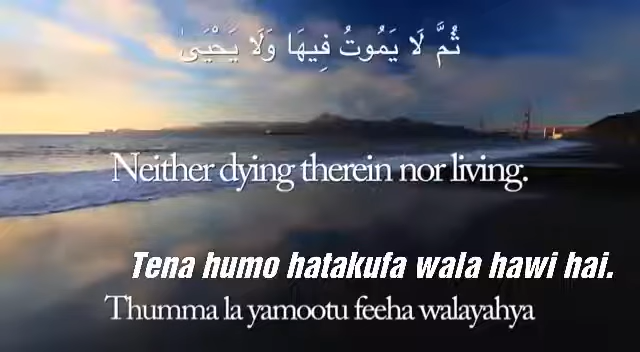 ثُمَّ لَا يَمُوتُ فِيهَا وَلَا يَحْيَىٰ
Neither dying therein nor living.
Tena humo hatakufa wala hawi hai.
Thumma la yamootu feeha walayahya